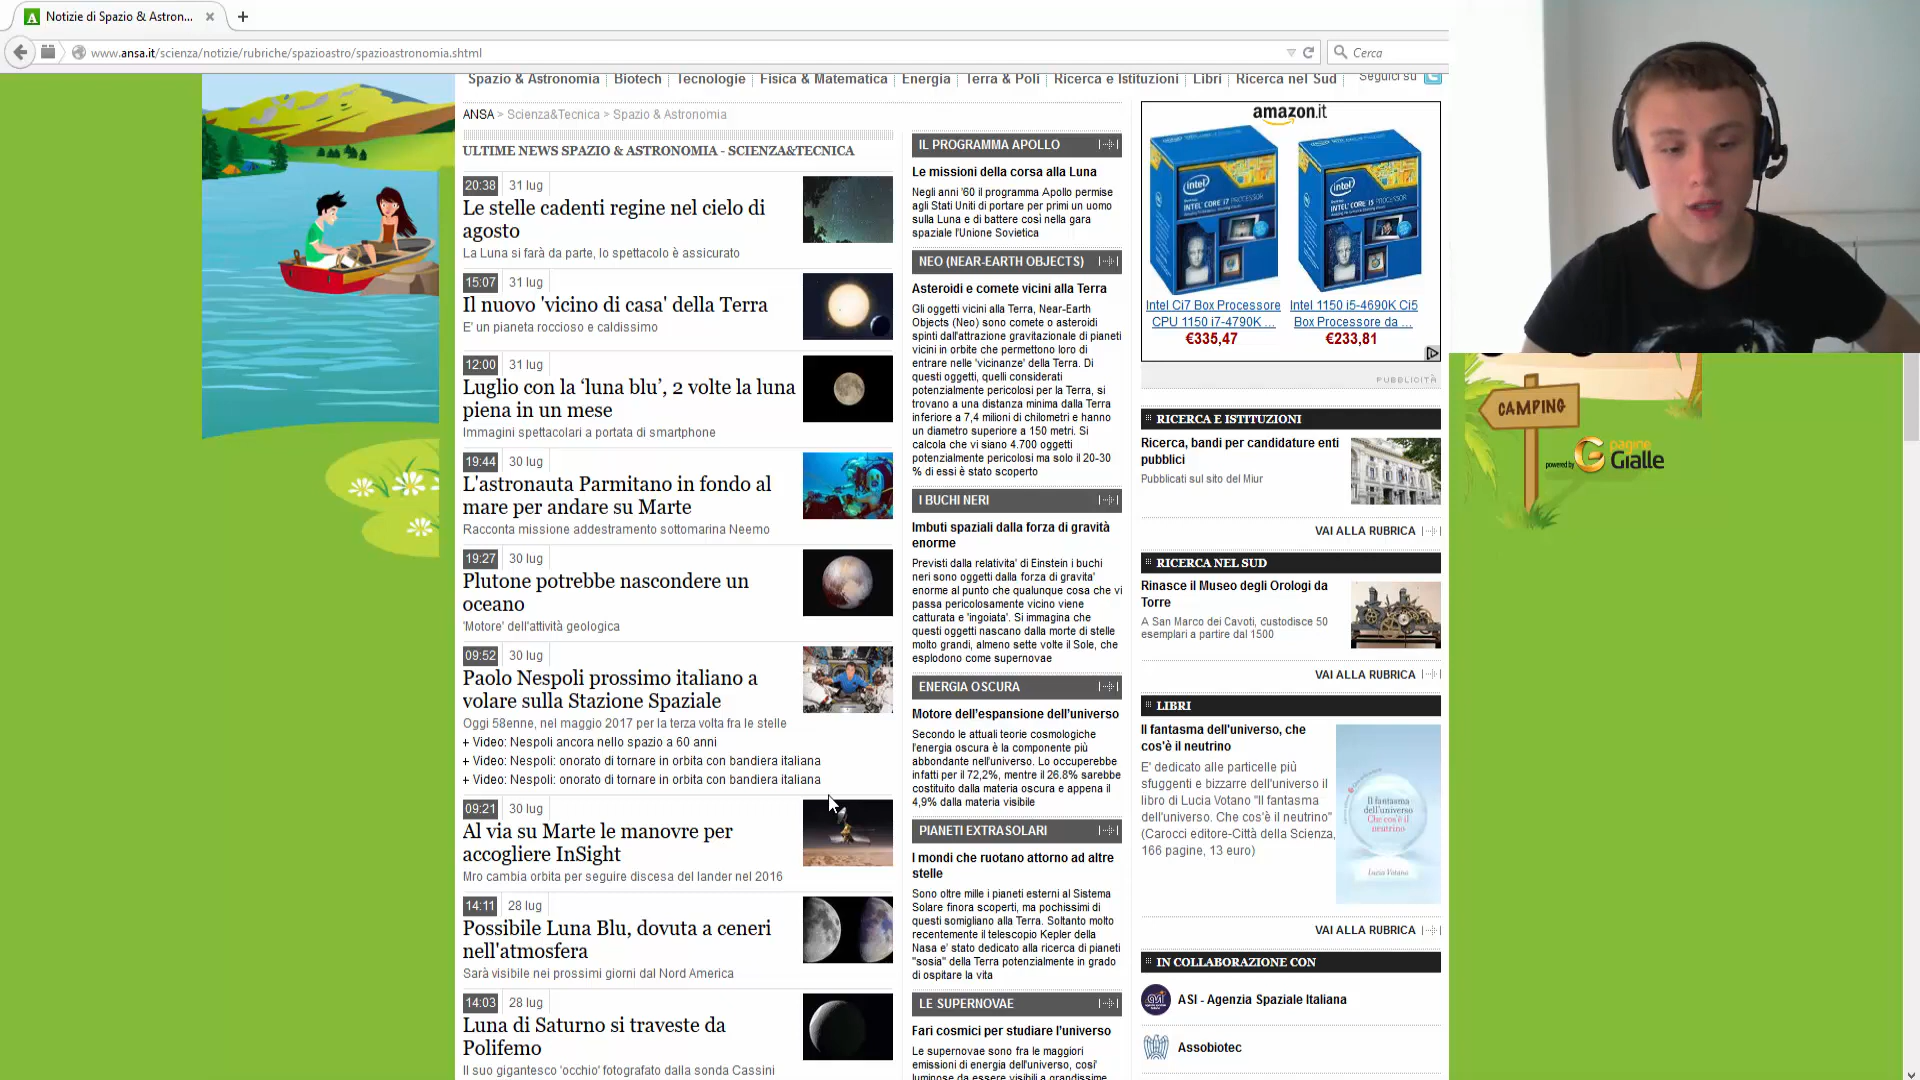 Notizie di Spazio & Astron...
www.ansa.it/scienza/notizie/rubriche/spazioastro/spazioastronomia.shtml
Cerca
Spazio & Astronomia
Biotech
Tecnologie
Fisica & Matematica
Energia
Terra & Poli
Ricerca e Istituzioni
Libri
Ricerca nel Sud
Seguici su
ANSA > Scienza&Tecnica > Spazio & Astronomia
ULTIME NEWS SPAZIO & ASTRONOMIA - SCIENZA&TECNICA
20:38 31 lug
Le stelle cadenti regine nel cielo di
agosto
La Luna si farà da parte, lo spettacolo è assicurato
15:07 31 lug
Il nuovo 'vicino di casa' della Terra
E' un pianeta roccioso e caldissimo
12:00 31 lug
Luglio con la ‘luna blu’, 2 volte la luna
piena in un mese
Immagini spettacolari a portata di smartphone
19:44 30 lug
L'astronauta Parmitano in fondo al
mare per andare su Marte
Racconta missione addestramento sottomarina Neemo
19:27 30 lug
Plutone potrebbe nascondere un
oceano
'Motore' dell'attività geologica
09:52 30 lug
Paolo Nespoli prossimo italiano a
volare sulla Stazione Spaziale
Oggi 58enne, nel maggio 2017 per la terza volta fra le stelle
+ Video: Nespoli ancora nello spazio a 60 anni
+ Video: Nespoli: onorato di tornare in orbita con bandiera italiana
+ Video: Nespoli: onorato di tornare in orbita con bandiera italiana
09:21 30 lug
Al via su Marte le manovre per
accogliere InSight
Mro cambia orbita per seguire discesa del lander nel 2016
14:11 28 lug
Possibile Luna Blu, dovuta a ceneri
nell'atmosfera
Sarà visibile nei prossimi giorni dal Nord America
14:03 28 lug
Luna di Saturno si traveste da
Polifemo
Il suo gigantesco 'occhio' fotografato dalla sonda Cassini
IL PROGRAMMA APOLLO
Le missioni della corsa alla Luna
Negli anni '60 il programma Apollo permise
agli Stati Uniti di portare per primi un uomo
sulla Luna e di battere così nella gara
spaziale l'Unione Sovietica
NEO (NEAR-EARTH OBJECTS)
Asteroidi e comete vicini alla Terra
Gli oggetti vicini alla Terra, Near-Earth
Objects (Neo) sono comete o asteroidi
spinti dall'attrazione gravitazionale di pianeti
vicini in orbite che permettono loro di
entrare nelle 'vicinanze' della Terra. Di
questi oggetti, quelli considerati
potenzialmente pericolosi per la Terra, si
trovano a una distanza minima dalla Terra
inferiore a 7,4 milioni di chilometri e hanno
un diametro superiore a 150 metri. Si
calcola che vi siano 4.700 oggetti
potenzialmente pericolosi ma solo il 20-30
% di essi è stato scoperto
I BUCHI NERI
Imbuti spaziali dalla forza di gravità
enorme
Previsti dalla relativita' di Einstein i buchi
neri sono oggetti dalla forza di gravita'
enorme al punto che qualunque cosa che vi
passa pericolosamente vicino viene
catturata e 'ingoiata'. Si immagina che
questi oggetti nascano dalla morte di stelle
molto grandi, almeno sette volte il Sole, che
esplodono come supernovae
ENERGIA OSCURA
Motore dell'espansione dell'universo
Secondo le attuali teorie cosmologiche
l'energia oscura è la componente più
abbondante nell'universo. Lo occuperebbe
infatti per il 72,2%, mentre il 26.8% sarebbe
costituito dalla materia oscura e appena il
4,9% dalla materia visibile
PIANETI EXTRASOLARI
I mondi che ruotano attorno ad altre
stelle
Sono oltre mille i pianeti esterni al Sistema
Solare finora scoperti, ma pochissimi di
questi somigliano alla Terra. Soltanto molto
recentemente il telescopio Kepler della
Nasa e' stato dedicato alla ricerca di pianeti
"sosia" della Terra potenzialmente in grado
di ospitare la vita
LE SUPERNOVAE
Fari cosmici per studiare l'universo
Le supernovae sono fra le maggiori
emissioni di energia dell'universo, cosi'
luminose da essere visibili a grandissime
amazon.it
Intel Ci7 Box Processore
CPU 1150 i7-4790K ...
€335,47
Intel 1150 i5-4690K Ci5
Box Processore da ...
€233,81
PUBBLICITÀ
RICERCA E ISTITUZIONI
Ricerca, bandi per candidature enti
pubblici
Pubblicati sul sito del Miur
VAI ALLA RUBRICA
RICERCA NEL SUD
Rinasce il Museo degli Orologi da
Torre
A San Marco dei Cavoti, custodisce 50
esemplari a partire dal 1500
VAI ALLA RUBRICA
LIBRI
Il fantasma dell'universo, che
cos'è il neutrino
E' dedicato alle particelle più
sfuggenti e bizzarre dell'universo il
libro di Lucia Votano "Il fantasma
dell'universo. Che cos'è il neutrino"
(Carocci editore-Città della Scienza,
166 pagine, 13 euro)
Il fantasma
dell'universo
Che cos'è il
neutrino
Lucia Votano
VAI ALLA RUBRICA
IN COLLABORAZIONE CON
ASI - Agenzia Spaziale Italiana
Assobiotec
CAMPING
powered by
pagine
Gialle